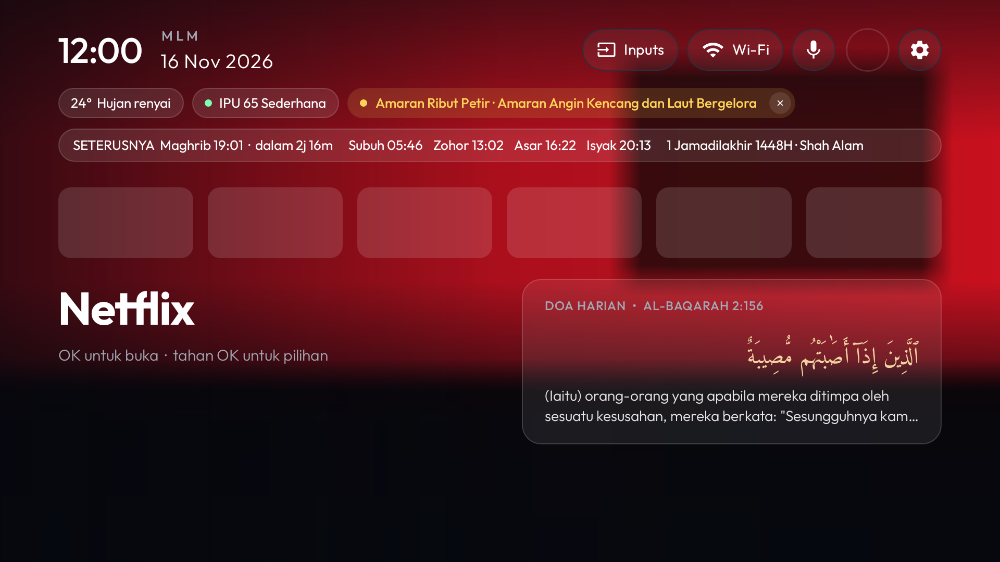 12:00
MLM
16 Nov 2026
Inputs
Wi-Fi
24° Hujan renyai
IPU 65 Sederhana
Amaran Ribut Petir · Amaran Angin Kencang dan Laut Bergelora
SETERUSNYA Maghrib 19:01 · dalam 2j 16m Subuh 05:46 Zohor 13:02 Asar 16:22 Isyak 20:13 1 Jamadilakhir 1448H · Shah Alam
Netflix
OK untuk buka · tahan OK untuk pilihan
DOA HARIAN • AL-BAQARAH 2:156
ٱلَّذِينَ إِذَآ أَصَٰبَتْهُم مُّصِيبَةٌ
(Iaitu) orang-orang yang apabila mereka ditimpa oleh
sesuatu kesusahan, mereka berkata: "Sesungguhnya kam…